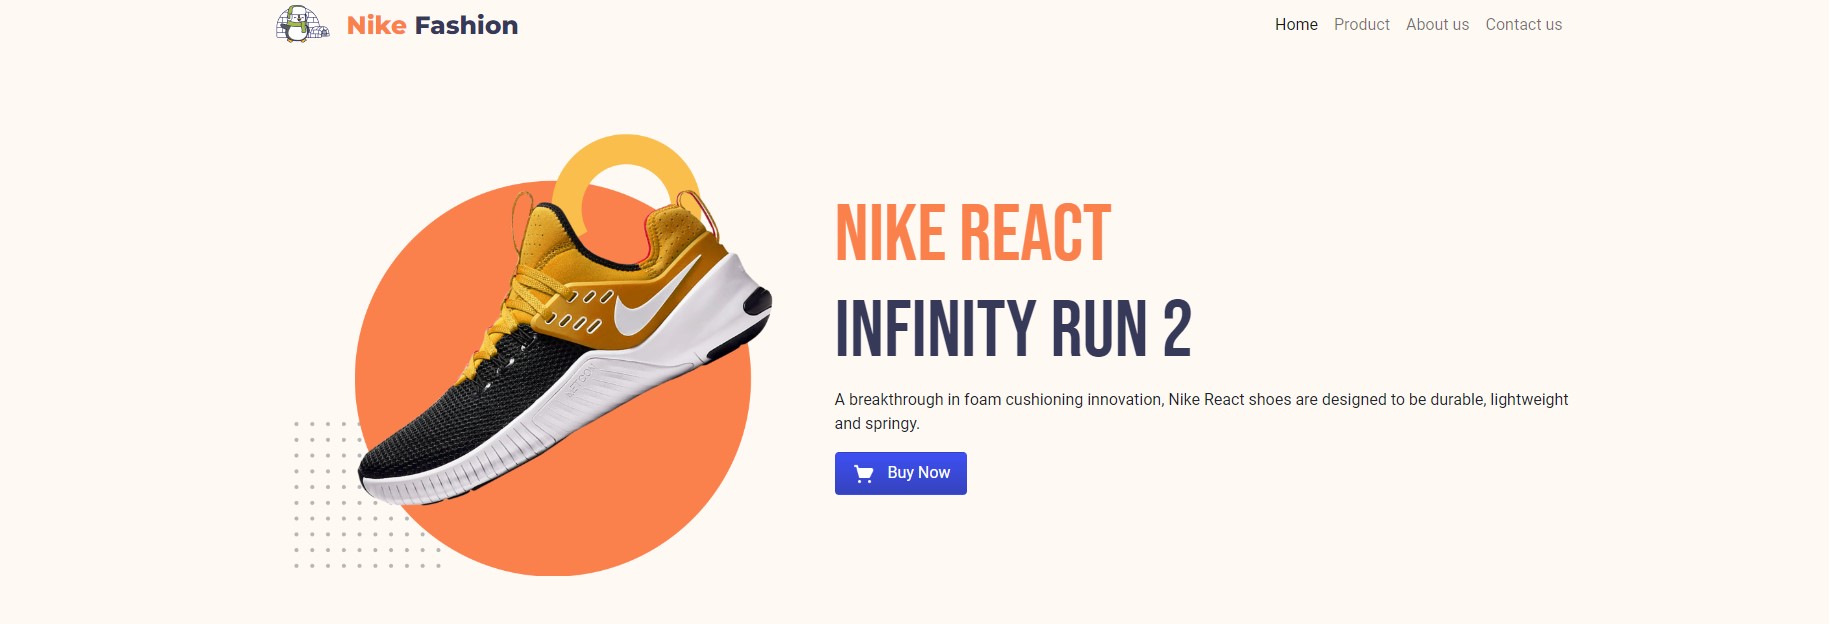 Nike Fashion
Home Product About us Contact us
NIKE REACT
INFINITY RUN 2
A breakthrough in foam cushioning innovation, Nike React shoes are designed to be durable, lightweight
and springy.
Buy Now